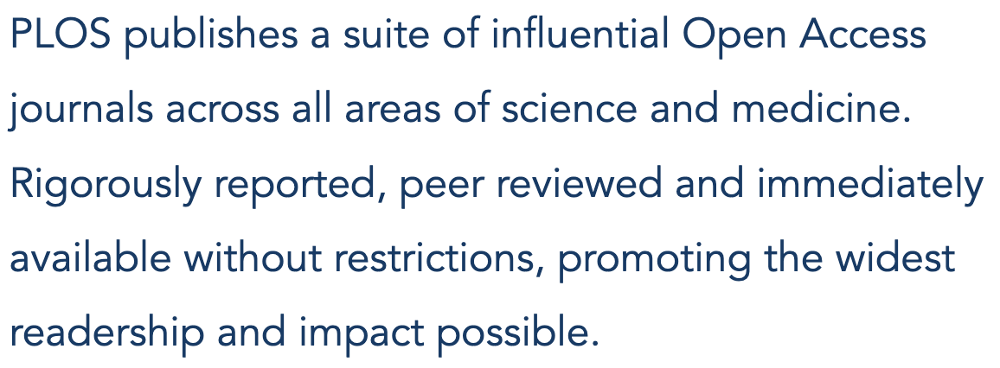 PLOS publishes a suite of influential Open Access
journals across all areas of science and medicine.
Rigorously reported, peer reviewed and immediately
available without restrictions, promoting the widest
readership and impact possible.